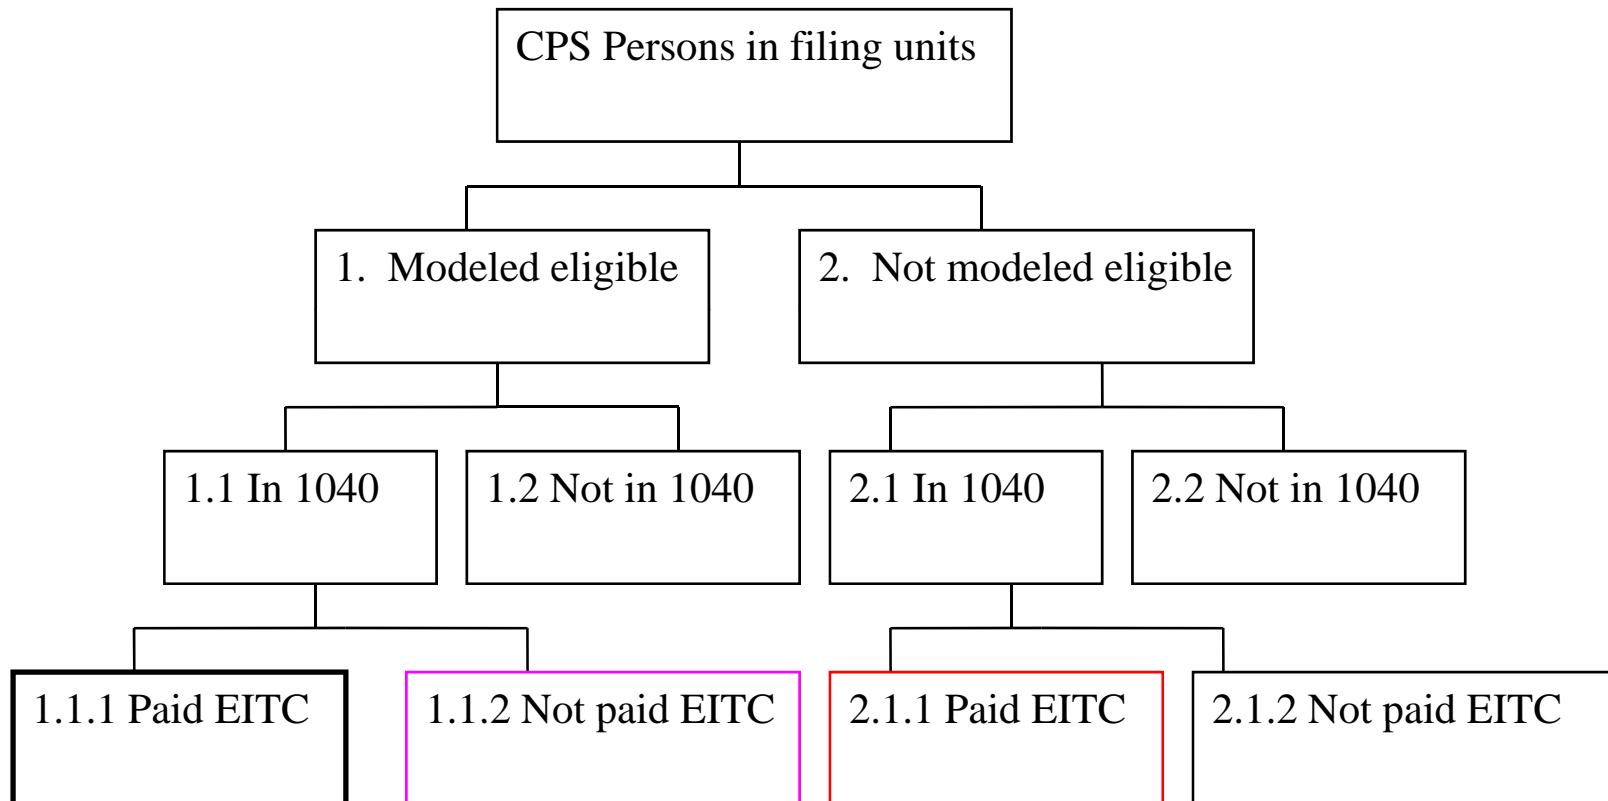 CPS Persons in filing units
1. Modeled eligible
2. Not modeled eligible
1.1 In 1040
1.2 Not in 1040
2.1 In 1040
2.2 Not in 1040
1.1.1 Paid EITC
1.1.2 Not paid EITC
2.1.1 Paid EITC
2.1.2 Not paid EITC